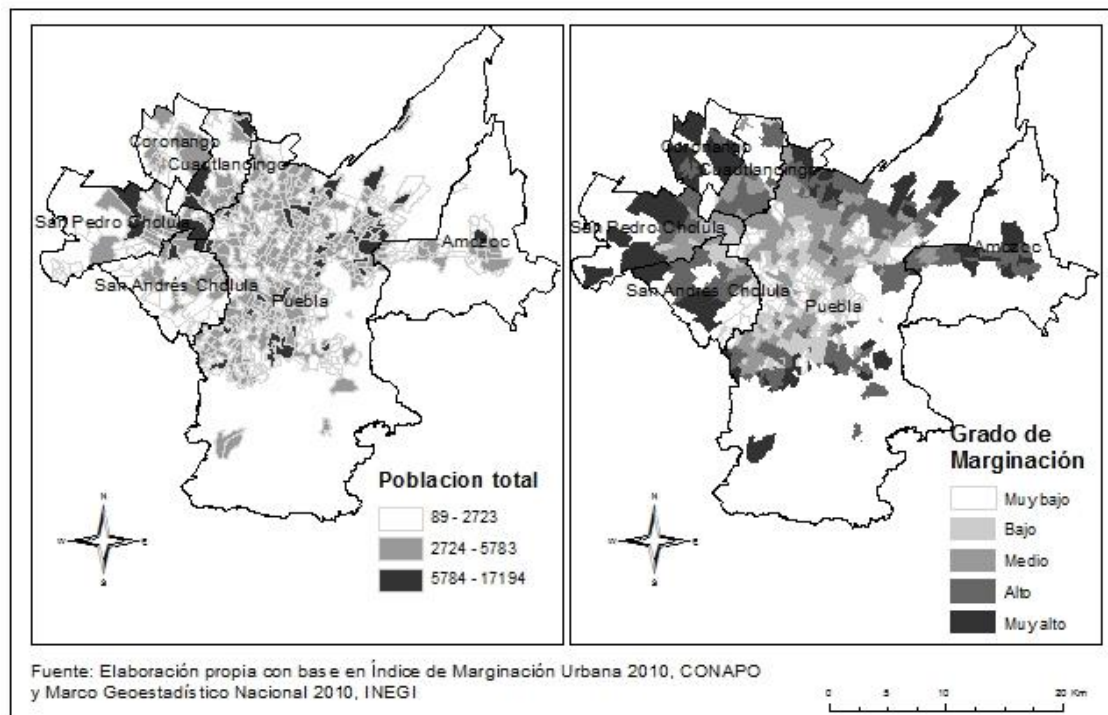 Coronango
Cuautlancingo
San Pedro Cholula
San Andrés Cholula
Puebla
Amozoc
Poblacion total
89 - 2723
2724 - 5783
5784 - 17194
N
W
E
S
Coronango
Cuautlancingo
San Pedro Cholula
San Andrés Cholula
Puebla
Amozoc
Grado de
Marginación
Muy bajo
Bajo
Medio
Alto
Muy alto
N
W
E
S
Fuente: Elaboración propia con base en Índice de Marginación Urbana 2010, CONAPO
y Marco Geoestadístico Nacional 2010, INEGI
0 5 10 20 Km